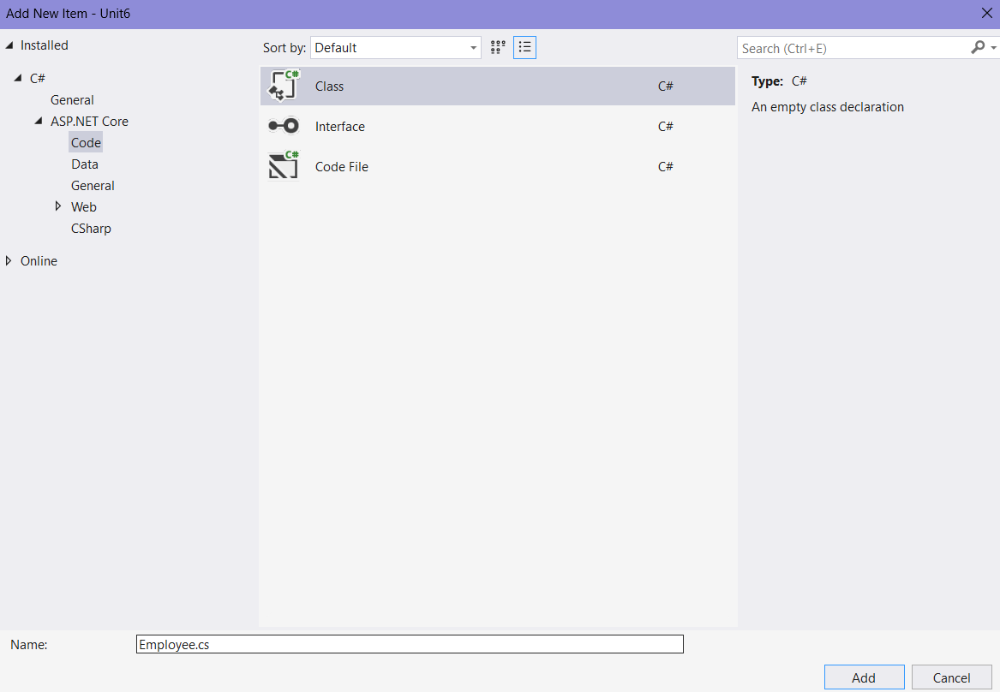 Add New Item - Unit6
Installed
C#
General
ASP.NET Core
Code
Data
General
Web
CSharp
Online
Sort by: Default
C# Class C#
Interface C#
C# Code File C#
Search (Ctrl+E)
Type: C#
An empty class declaration
Name: Employee.cs
Add Cancel